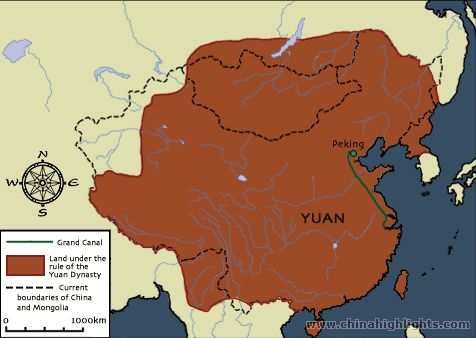 Peking
YUAN
N
W E
S
Grand Canal
Land under the
rule of the
Yuan Dynasty
Current
boundaries of China
and Mongolia
0 1000km
www.chinahighlights.com